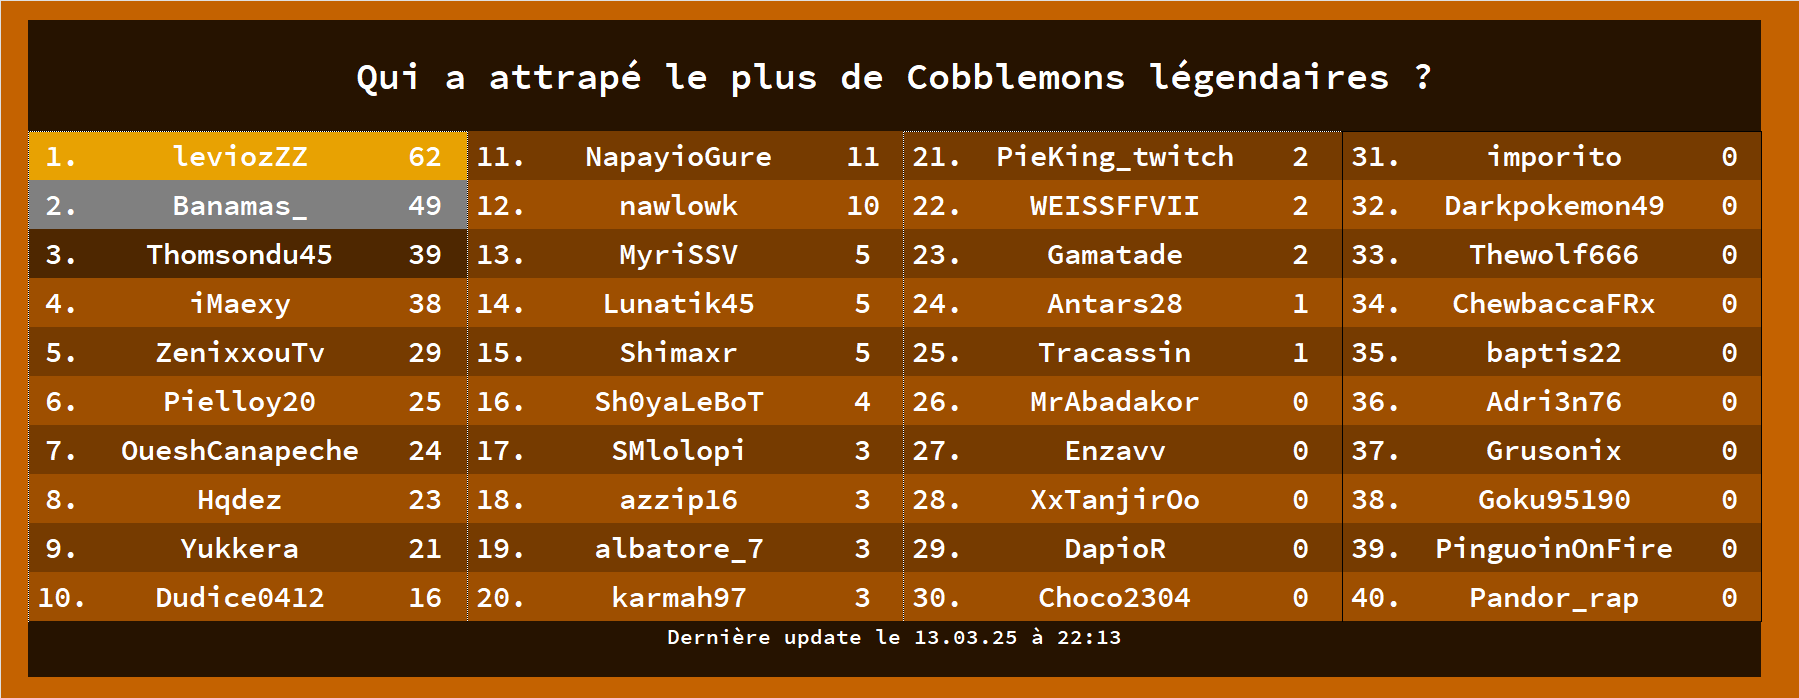 Qui a attrapé le plus de Cobblemons légendaires ?
1. leviozZZ 62 11. NapayioGure 11 21. PieKing_twitch 2 31. imporito 0
2. Banamas_ 49 12. nawlowk 10 22. WEISSFFVII 2 32. Darkpokemon49 0
3. Thomsondu45 39 13. MyriSSV 5 23. Gamatade 2 33. Thewolf666 0
4. iMaexy 38 14. Lunatik45 5 24. Antars28 1 34. ChewbaccaFRx 0
5. ZenixxouTv 29 15. Shimaxr 5 25. Tracassin 1 35. baptis22 0
6. Pielloy20 25 16. Sh0yaLeBoT 4 26. MrAbadakor 0 36. Adri3n76 0
7. OueshCanapeche 24 17. SMlolopi 3 27. Enzavv 0 37. Grusonix 0
8. Hqdez 23 18. azzip16 3 28. XxTanjirOo 0 38. Goku95190 0
9. Yukkera 21 19. albatore_7 3 29. DapioR 0 39. PinguoinOnFire 0
10. Dudice0412 16 20. karmah97 3 30. Choco2304 0 40. Pandor_rap 0
Dernière update le 13.03.25 à 22:13